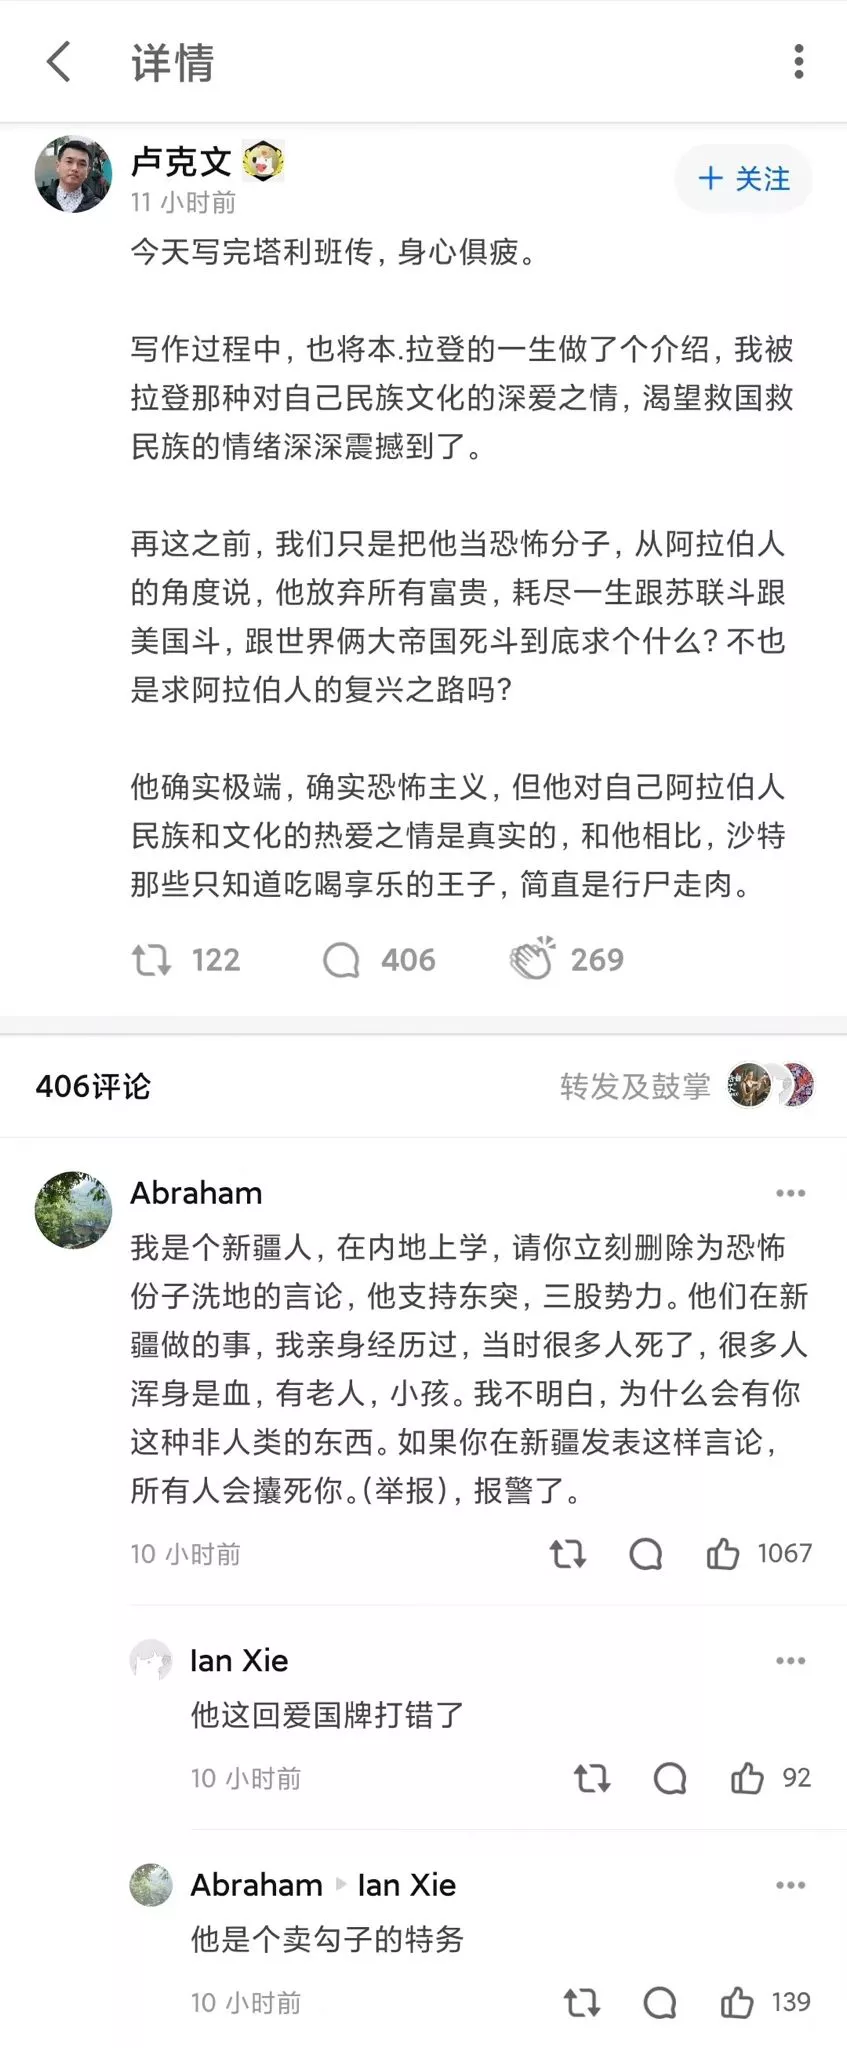 详情
卢克文
11 小时前
+ 关注
今天写完塔利班传，身心俱疲。
写作过程中，也将本.拉登的一生做了个介绍，我被
拉登那种对自己民族文化的深爱之情，渴望救国救
民族的情绪深深震撼到了。
再这之前，我们只是把他当恐怖分子，从阿拉伯人
的角度说，他放弃所有富贵，耗尽一生跟苏联斗跟
美国斗，跟世界俩大帝国死斗到底求个什么？不也
是求阿拉伯人的复兴之路吗？
他确实极端，确实恐怖主义，但他对自己阿拉伯人
民族和文化的热爱之情是真实的，和他相比，沙特
那些只知道吃喝享乐的王子，简直是行尸走肉。
122 406 269
406评论 转发及鼓掌
Abraham
我是个新疆人，在内地上学，请你立刻删除为恐怖
份子洗地的言论，他支持东突，三股势力。他们在新
疆做的事，我亲身经历过，当时很多人死了，很多人
浑身是血，有老人，小孩。我不明白，为什么会有你
这种非人类的东西。如果你在新疆发表这样言论，
所有人会攮死你。（举报），报警了。
10 小时前 1067
Ian Xie
他这回爱国牌打错了
10 小时前 92
Abraham Ian Xie
他是个卖勾子的特务
10 小时前 139